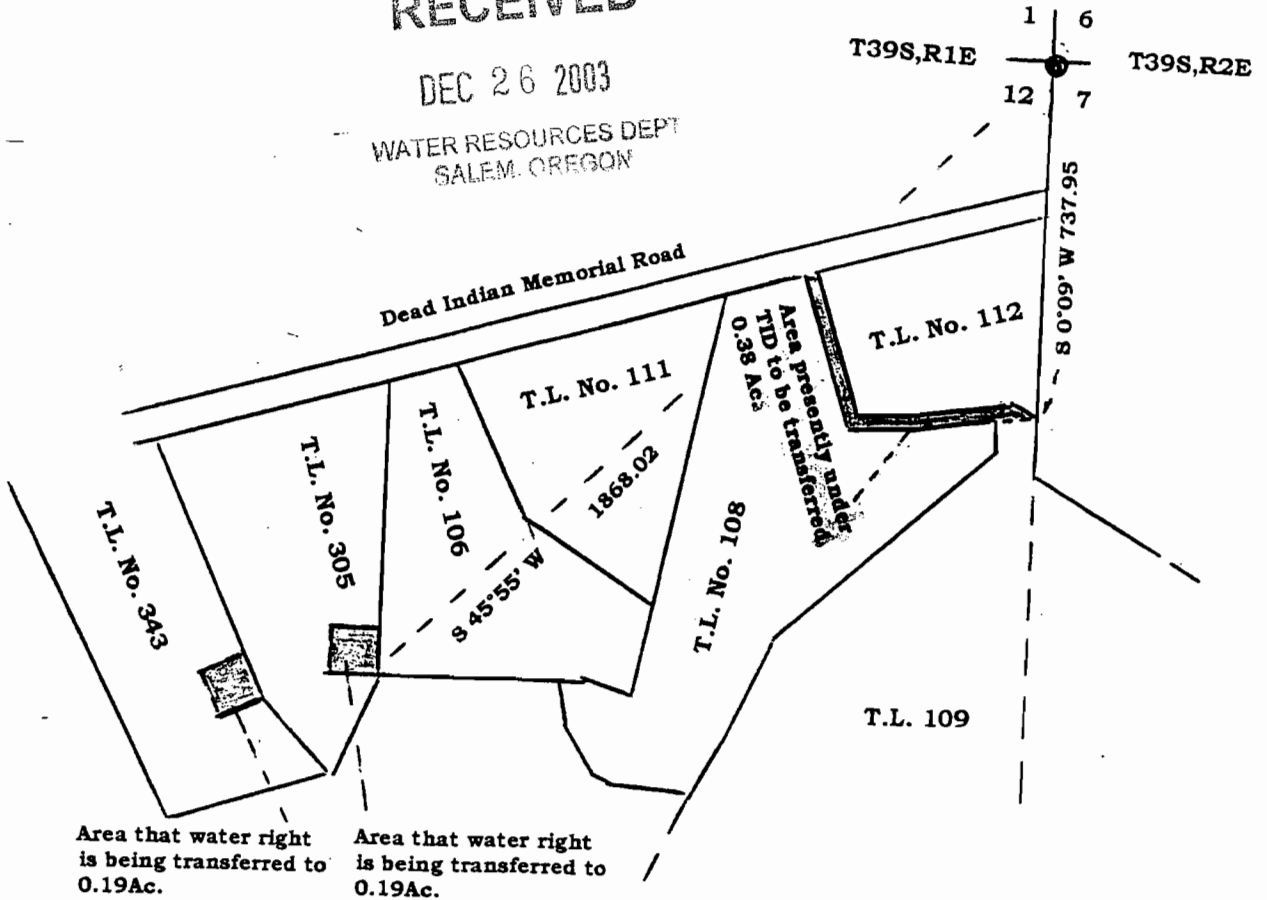 RECEIVED
DEC 26 2003
WATER RESOURCES DEPT
SALEM, OREGON
1 6
T39S,R1E T39S,R2E
12 7
S 0°09' W 737.95
Dead Indian Memorial Road
T.L. No. 112
Area presently under
TID to be transferred
0.38 Ac.
T.L. No. 111
1868.02
S 45°55' W
T.L. No. 106
T.L. No. 305
T.L. No. 343
T.L. No. 108
T.L. 109
Area that water right
is being transferred to
0.19Ac.
Area that water right
is being transferred to
0.19Ac.